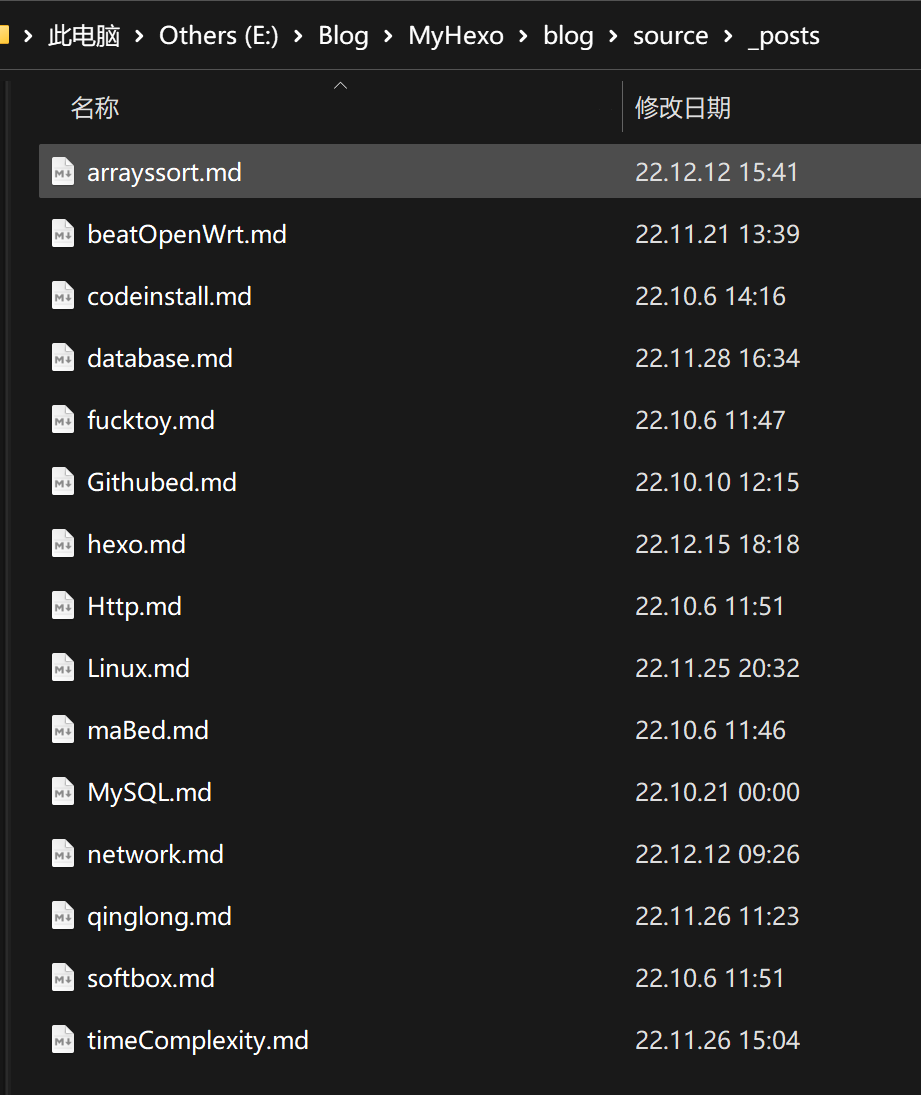 此电脑 › Others (E:) › Blog › MyHexo › blog › source › _posts
名称 修改日期
arrayssort.md 22.12.12 15:41
beatOpenWrt.md 22.11.21 13:39
codeinstall.md 22.10.6 14:16
database.md 22.11.28 16:34
fucktoy.md 22.10.6 11:47
Githubed.md 22.10.10 12:15
hexo.md 22.12.15 18:18
Http.md 22.10.6 11:51
Linux.md 22.11.25 20:32
maBed.md 22.10.6 11:46
MySQL.md 22.10.21 00:00
network.md 22.12.12 09:26
qinglong.md 22.11.26 11:23
softbox.md 22.10.6 11:51
timeComplexity.md 22.11.26 15:04